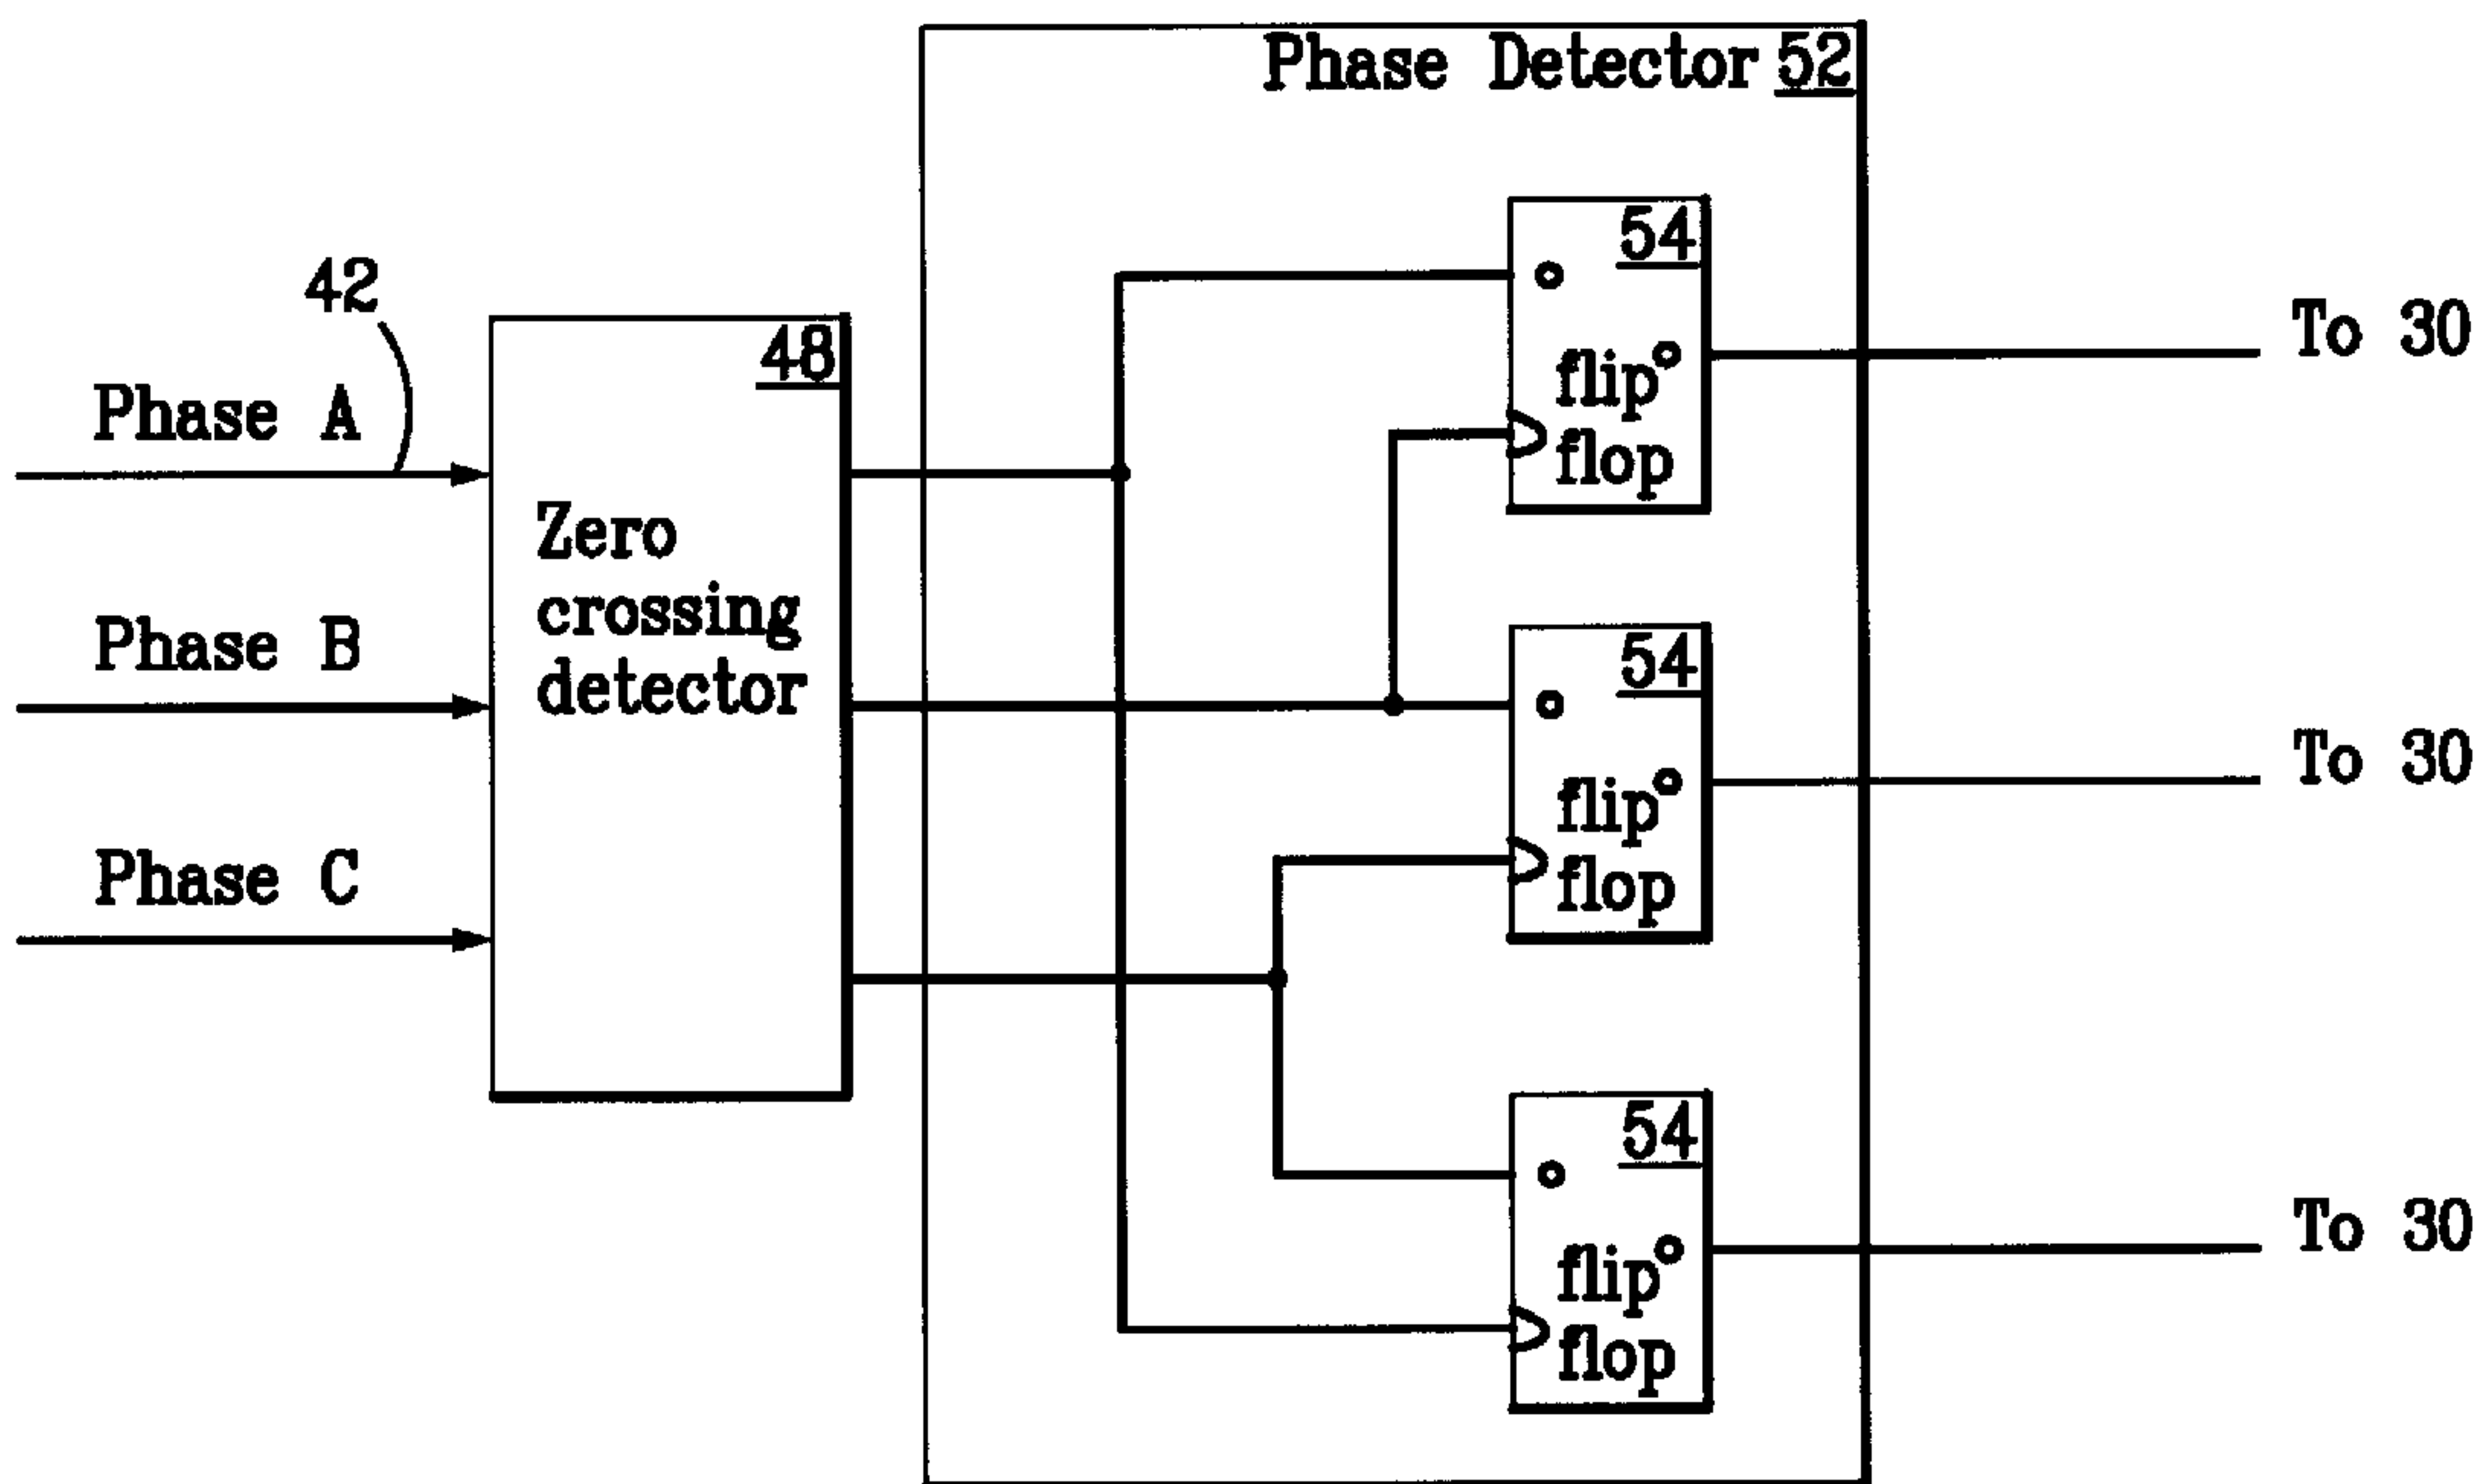 Phase Detector 52
54
flip
flop
42
48
Phase A
Zero
crossing
detector
Phase B
Phase C
54
flip
flop
54
flip
flop
To 30
To 30
To 30